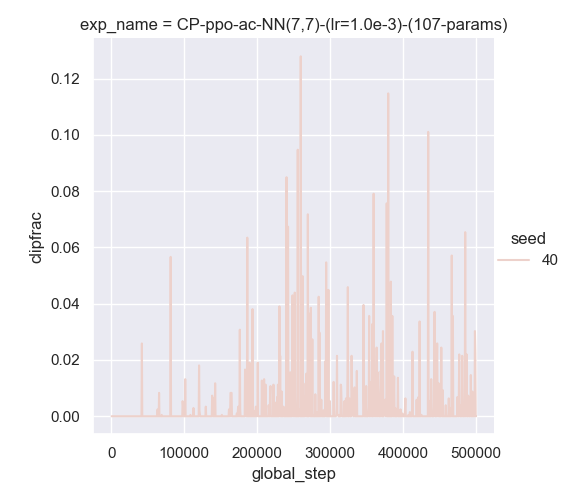 exp_name = CP-ppo-ac-NN(7,7)-(lr=1.0e-3)-(107-params)
0.12
0.10
0.08
0.06
0.04
0.02
0.00
clipfrac
0 100000 200000 300000 400000 500000
global_step
seed
40